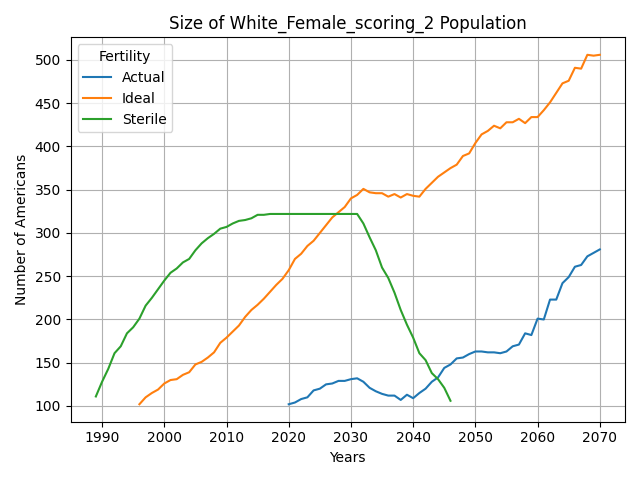 Size of White_Female_scoring_2 Population
Fertility
Actual
Ideal
Sterile
Number of Americans
500
450
400
350
300
250
200
150
100
1990 2000 2010 2020 2030 2040 2050 2060 2070
Years